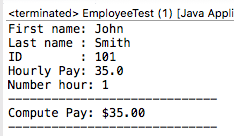 <terminated> EmployeeTest (1) [Java Appli
First name: John
Last name : Smith
ID        : 101
Hourly Pay: 35.0
Number hour: 1
-----------------------------
Compute Pay: $35.00
-----------------------------